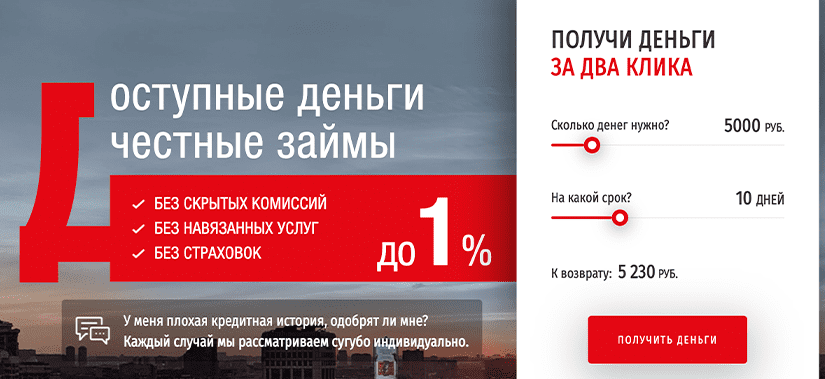 Доступные деньги
честные займы
БЕЗ СКРЫТЫХ КОМИССИЙ
БЕЗ НАВЯЗАННЫХ УСЛУГ
БЕЗ СТРАХОВОК
до 1 %
У меня плохая кредитная история, одобрят ли мне?
Каждый случай мы рассматриваем сугубо индивидуально.
ПОЛУЧИ ДЕНЬГИ
ЗА ДВА КЛИКА
Сколько денег нужно? 5000 РУБ.
На какой срок? 10 ДНЕЙ
К возврату: 5 230 РУБ.
ПОЛУЧИТЬ ДЕНЬГИ